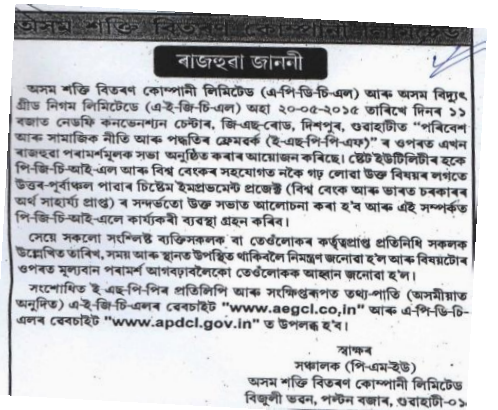 অসম শক্তি বিতৰণ কোম্পানী লিমিটেড
ৰাজহুৱা জাননী
অসম শক্তি বিতৰণ কোম্পানী লিমিটেড (এ-পি-ডি-চি-এল) আৰু অসম বিদ্যুৎ
গ্ৰীড নিগম লিমিটেডে (এ-ই-জি-চি-এল) অহা ২০-০৫-২০১৫ তাৰিখে দিনৰ ১১
বজাত নেডফি কনভেনশ্যন চেন্টাৰ, জি-এছ-ৰোড, দিশপুৰ, গুৱাহাটীত “পৰিবেশ
আৰু সামাজিক নীতি আৰু পদ্ধতিৰ ফ্ৰেমৱৰ্ক (ই-এছ-পি-পি-এফ)” ৰ ওপৰত এখন
ৰাজহুৱা পৰামৰ্শমূলক সভা অনুষ্ঠিত কৰাৰ আয়োজন কৰিছে। ষ্টেট ইউটিলিটীৰ হকে
পি-জি-চি-আই-এল আৰু বিশ্ব বেংকৰ সহযোগত নকৈ গঢ় লোৱা উক্ত বিষয়ৰ লগতে
উত্তৰ-পূৰ্বাঞ্চল পাৱাৰ চিষ্টেম ইমপ্ৰভমেন্ট প্ৰজেক্ট (বিশ্ব বেংক আৰু ভাৰত চৰকাৰৰ
অৰ্থ সাহাৰ্য্য প্ৰাপ্ত) ৰ সন্দৰ্ভতো উক্ত সভাত আলোচনা কৰা হ'ব আৰু এই সম্পৰ্কত
পি-জি-চি-আই-এলে কাৰ্য্যকৰী ব্যৱস্থা গ্ৰহন কৰিব।
সেয়ে সকলো সংশ্লিষ্ট ব্যক্তিসকলক বা তেওঁলোকৰ কৰ্তৃত্বপ্ৰাপ্ত প্ৰতিনিধি সকলক
উল্লেখিত তাৰিখ, সময় আৰু স্থানত উপস্থিত থাকিবলৈ নিমন্ত্ৰণ জনোৱা হ'ল আৰু বিষয়টোৰ
ওপৰত মূল্যবান পৰামৰ্শ আগবঢ়াবলৈকো তেওঁলোকক আহ্বান জনোৱা হ'ল।
সংশোধিত ই-এছ-পি-পিৰ প্ৰতিলিপি আৰু সংক্ষিপ্তৰূপত তথ্য-পাতি (অসমীয়াত
অনূদিত) এ-ই-জি-চি-এলৰ ৱেবচাইট "www.aegcl.co.in" আৰু এ-পি-ডি-চি-
এলৰ ৱেবচাইট "www.apdcl.gov.in" ত উপলব্ধ হ'ব।
স্বাক্ষৰ
সঞ্চালক (পি-এম-ইউ)
অসম শক্তি বিতৰণ কোম্পানী লিমিটেড
বিজুলী ভৱন, পল্টন বজাৰ, গুৱাহাটী-০১